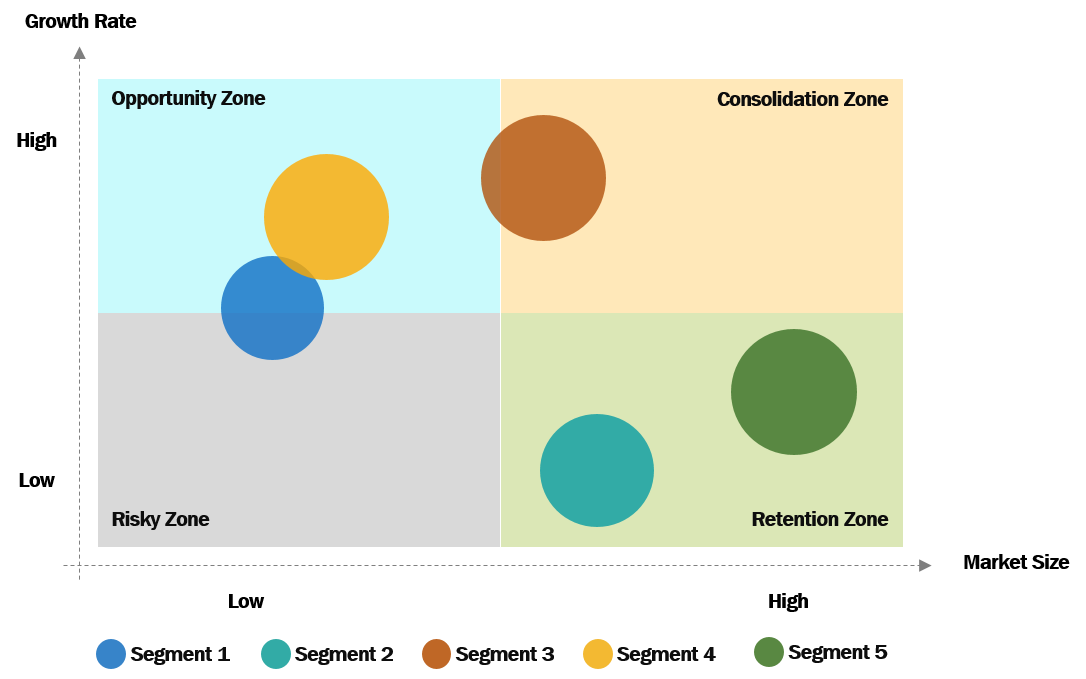 Growth Rate
Opportunity Zone
Consolidation Zone
High
Low
Risky Zone
Retention Zone
Market Size
Low
High
Segment 1
Segment 2
Segment 3
Segment 4
Segment 5